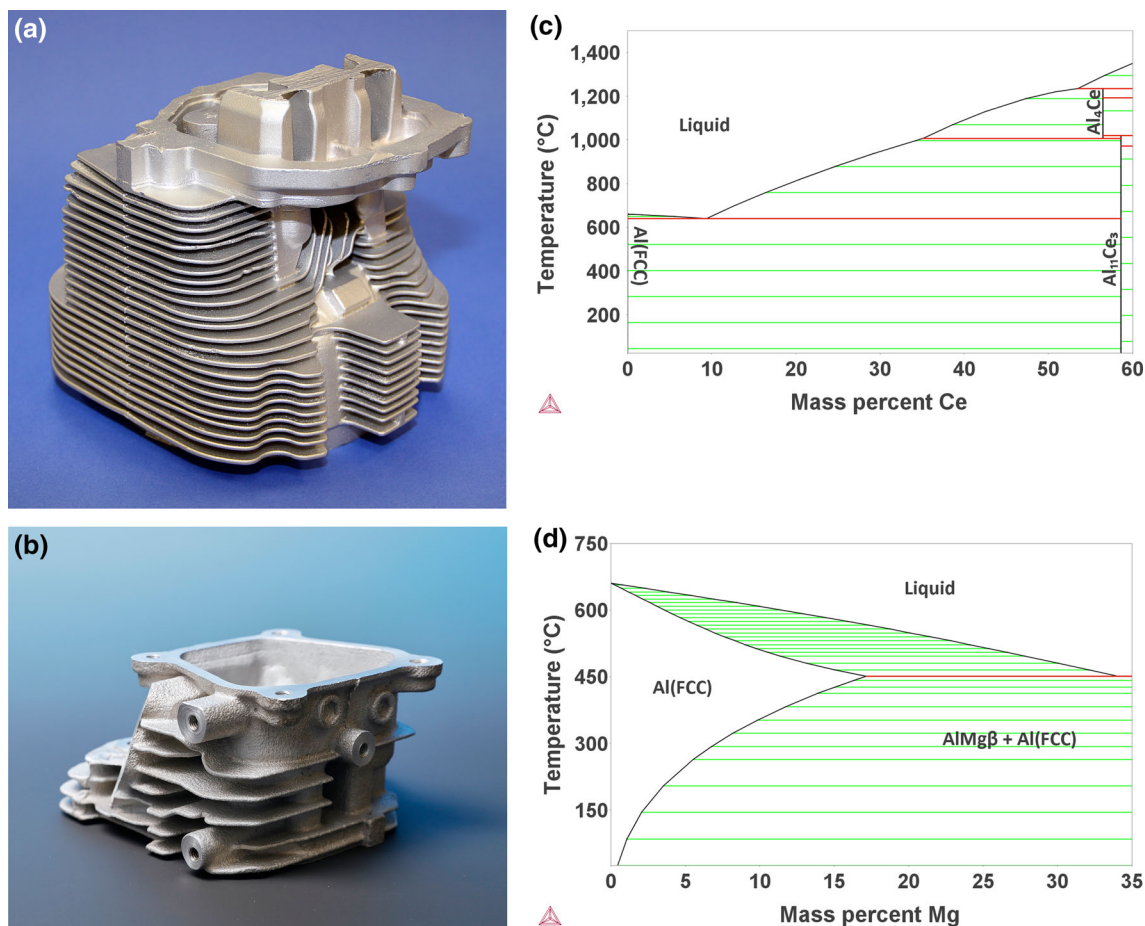 (a)
(b)
(c)
1,400
1,200
1,000
800
600
400
200
Temperature (°C)
Liquid
Al(FCC)
Al₄Ce
Al₁₁Ce₃
0
10
20
30
40
50
60
Mass percent Ce
(d)
750
600
450
300
150
Temperature (°C)
Liquid
Al(FCC)
AlMgβ + Al(FCC)
0
5
10
15
20
25
30
35
Mass percent Mg